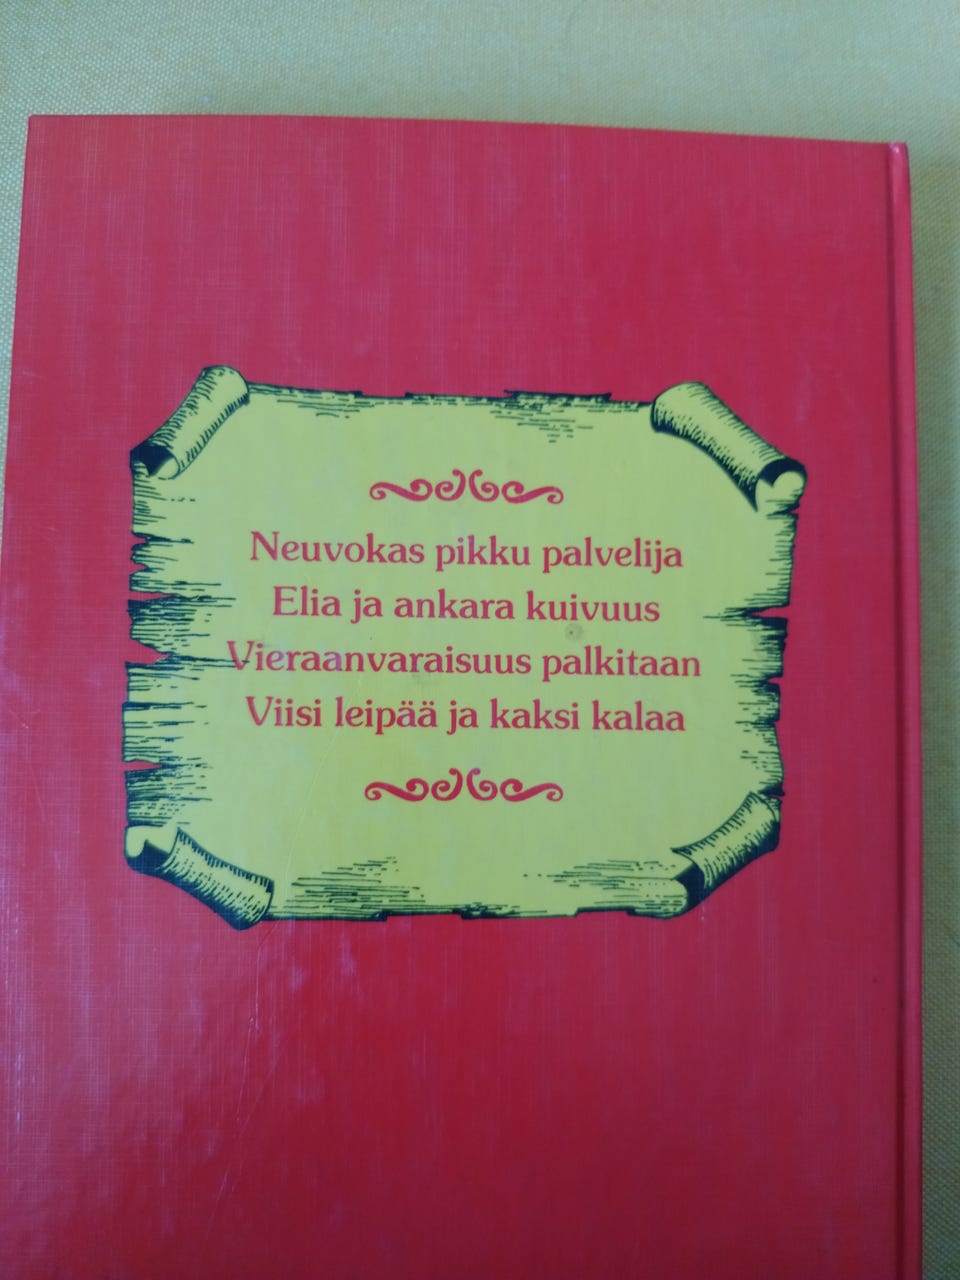 Neuvokas pikku palvelija
Elia ja ankara kuivuus
Vieraanvaraisuus palkitaan
Viisi leipää ja kaksi kalaa